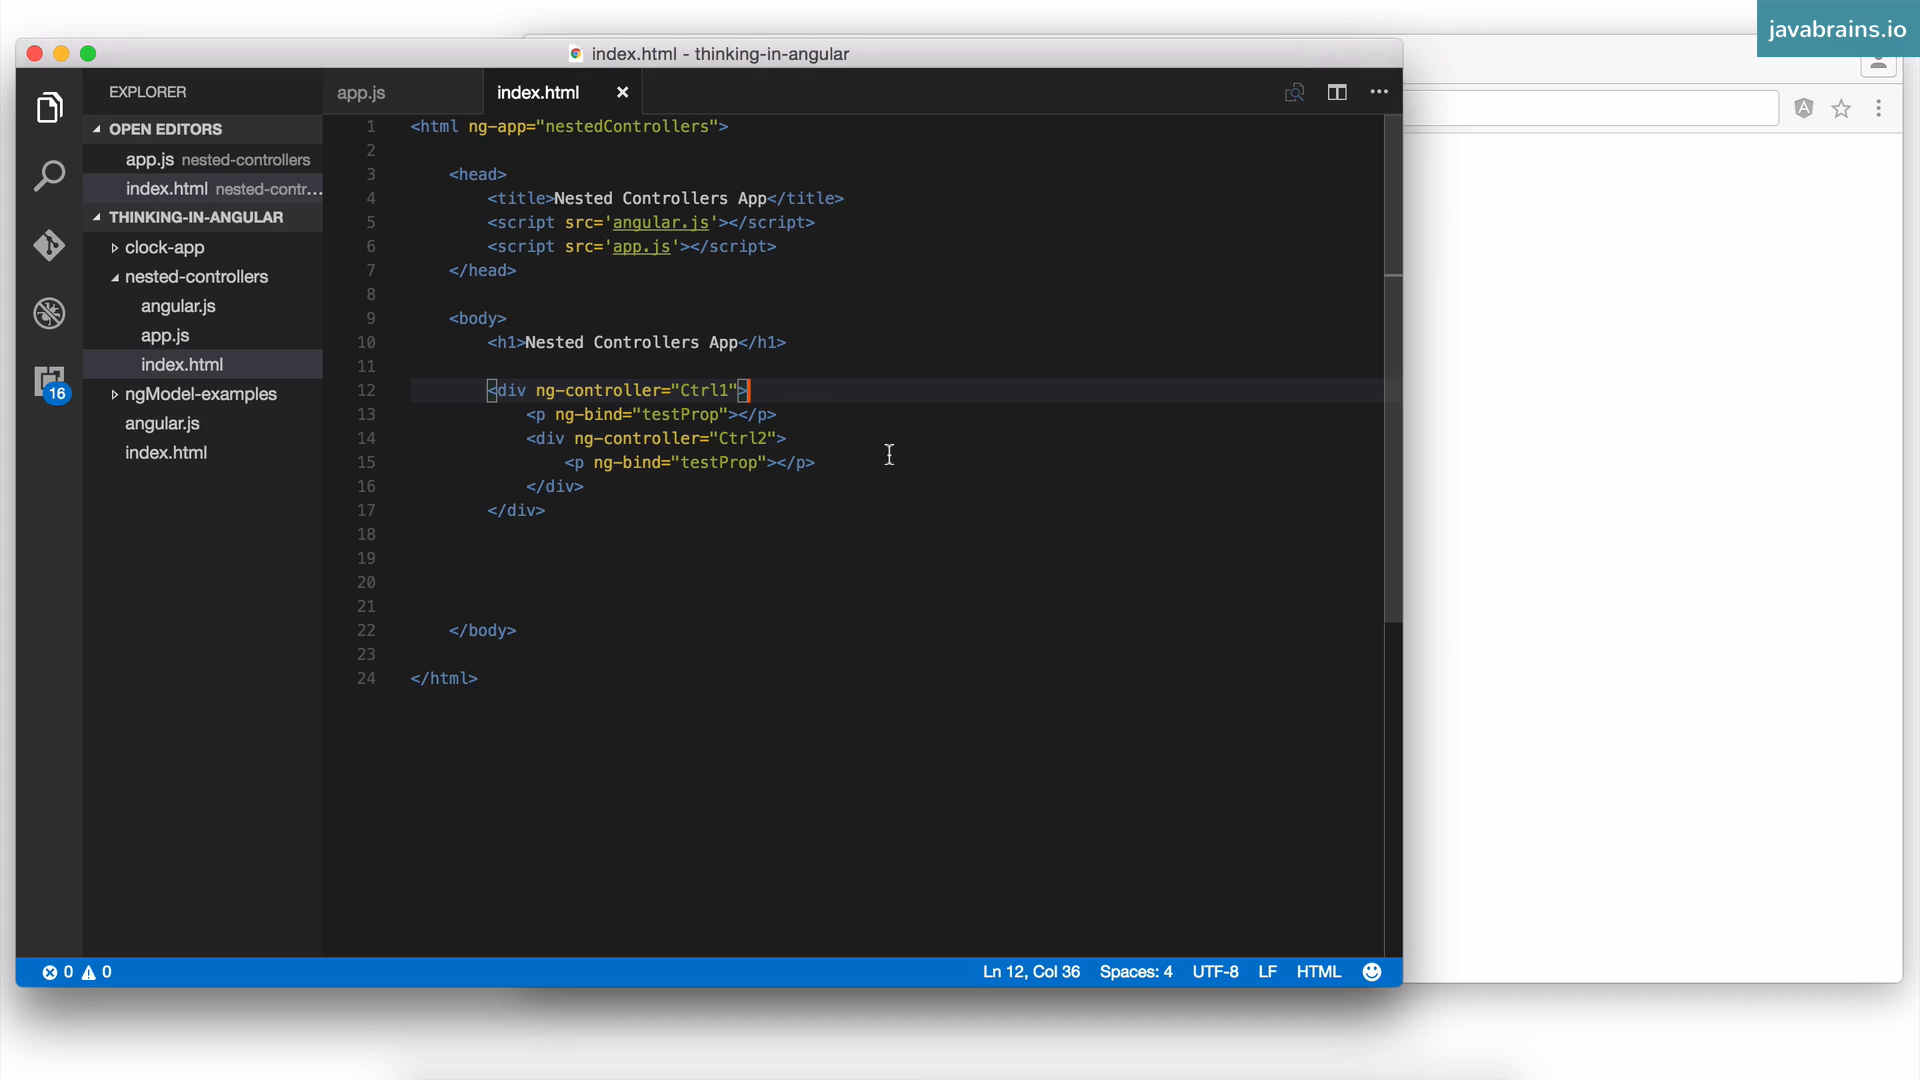 javabrains.io
index.html - thinking-in-angular
EXPLORER
OPEN EDITORS
app.js nested-controllers
index.html nested-contr...
THINKING-IN-ANGULAR
clock-app
nested-controllers
angular.js
app.js
index.html
ngModel-examples
angular.js
index.html
16
app.js
index.html
1 <html ng-app="nestedControllers">
2
3 <head>
4 <title>Nested Controllers App</title>
5 <script src='angular.js'></script>
6 <script src='app.js'></script>
7 </head>
8
9 <body>
10 <h1>Nested Controllers App</h1>
11
12 <div ng-controller="Ctrl1">
13 <p ng-bind="testProp"></p>
14 <div ng-controller="Ctrl2">
15 <p ng-bind="testProp"></p>
16 </div>
17 </div>
18
19
20
21
22 </body>
23
24 </html>
0 0
Ln 12, Col 36 Spaces: 4 UTF-8 LF HTML